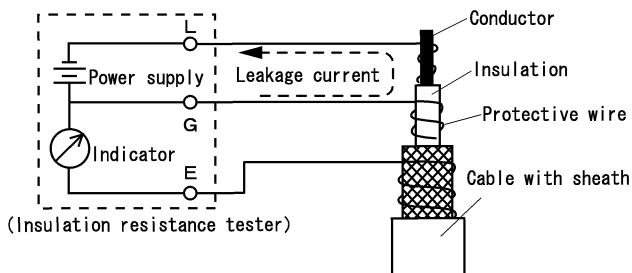 Conductor
L
Insulation
Power supply
Leakage current
G
Protective wire
Indicator
E
Cable with sheath
(Insulation resistance tester)